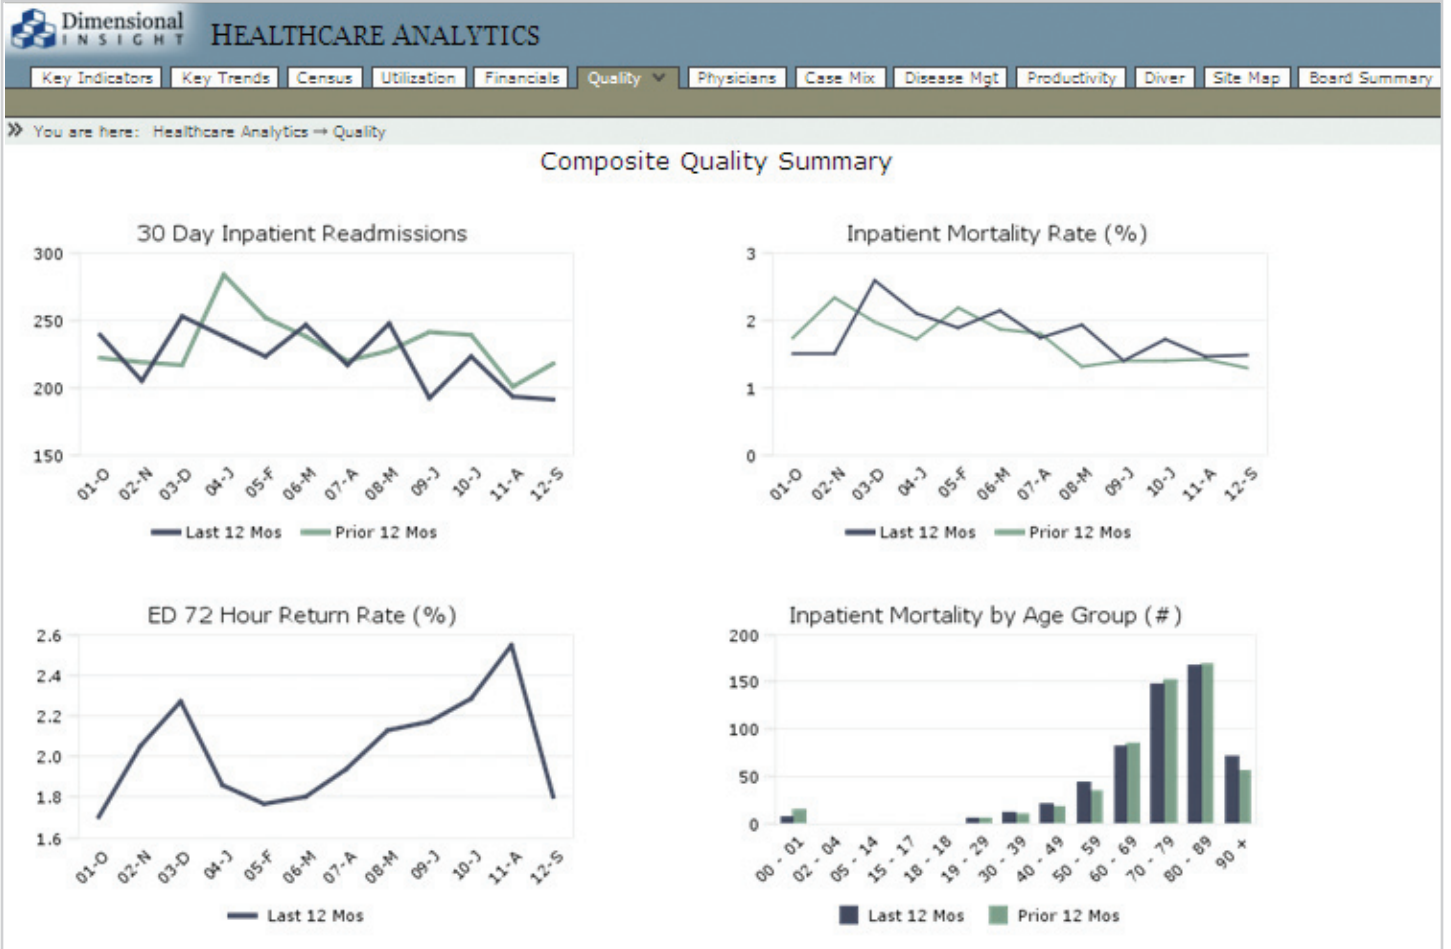 Dimensional
INSIGHT
HEALTHCARE ANALYTICS
Key Indicators Key Trends Census Utilization Financials Quality Physicians Case Mix Disease Mgt Productivity Diver Site Map Board Summary
» You are here: Healthcare Analytics → Quality
Composite Quality Summary
30 Day Inpatient Readmissions
300
250
200
150
01-O 02-N 03-D 04-J 05-F 06-M 07-A 08-M 09-J 10-J 11-A 12-S
Last 12 Mos Prior 12 Mos
Inpatient Mortality Rate (%)
3
2
1
0
01-O 02-N 03-D 04-J 05-F 06-M 07-A 08-M 09-J 10-J 11-A 12-S
Last 12 Mos Prior 12 Mos
ED 72 Hour Return Rate (%)
2.6
2.4
2.2
2.0
1.8
1.6
01-O 02-N 03-D 04-J 05-F 06-M 07-A 08-M 09-J 10-J 11-A 12-S
Last 12 Mos
Inpatient Mortality by Age Group (#)
200
150
100
50
0
00 - 01 02 - 04 05 - 14 15 - 17 18 - 18 19 - 29 30 - 39 40 - 49 50 - 59 60 - 69 70 - 79 80 - 89 90 +
Last 12 Mos Prior 12 Mos